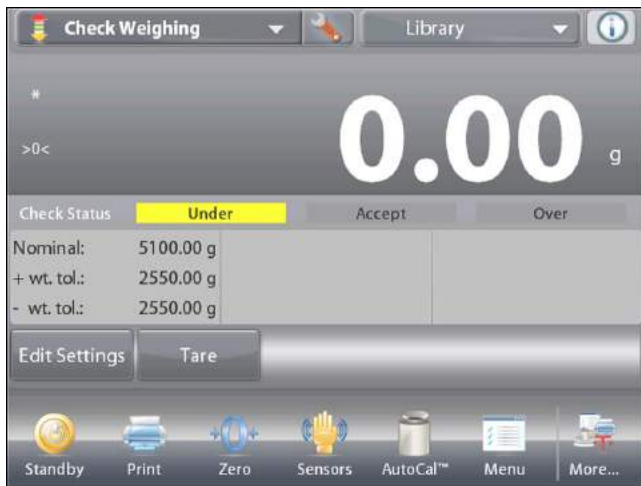 Check Weighing Library
*
>0<
0.00 g
Check Status Under Accept Over
Nominal: 5100.00 g
+ wt. tol.: 2550.00 g
- wt. tol.: 2550.00 g
Edit Settings Tare
Standby Print Zero Sensors AutoCal™ Menu More...